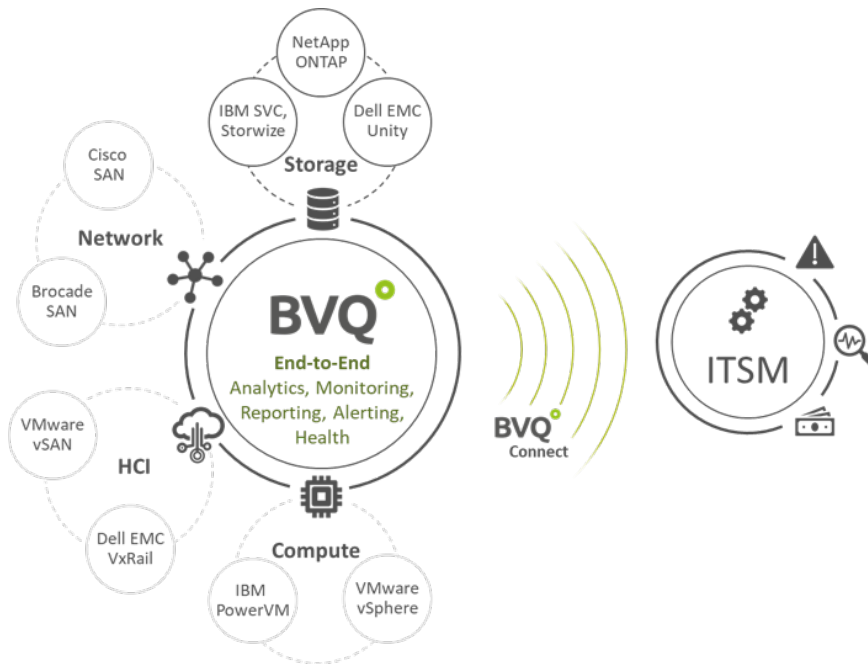 NetApp
ONTAP
IBM SVC,
Storwize
Dell EMC
Unity
Storage
Cisco
SAN
Network
Brocade
SAN
BVQ
End-to-End
Analytics, Monitoring,
Reporting, Alerting,
Health
VMware
vSAN
HCI
Dell EMC
VxRail
Compute
IBM
PowerVM
VMware
vSphere
BVQ
Connect
ITSM